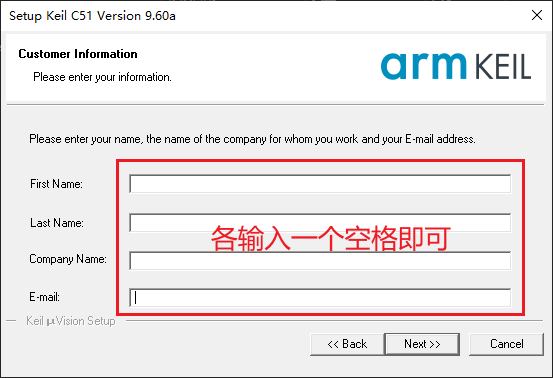 Setup Keil C51 Version 9.60a
Customer Information
Please enter your information.
arm KEIL
Please enter your name, the name of the company for whom you work and your E-mail address.
First Name:
Last Name:
各输入一个空格即可
Company Name:
E-mail:
Keil µVision Setup
<< Back
Next >>
Cancel